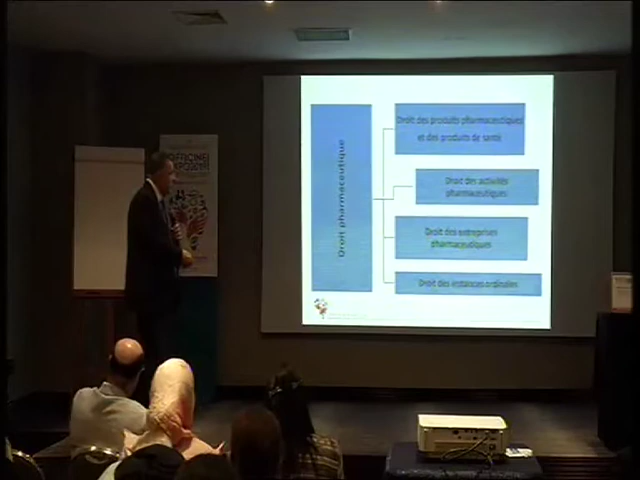 Droit pharmaceutique
Droit des produits pharmaceutiques
et des produits de santé
Droit des activités
pharmaceutiques
Droit des entreprises
pharmaceutiques
Droit des instances ordinales